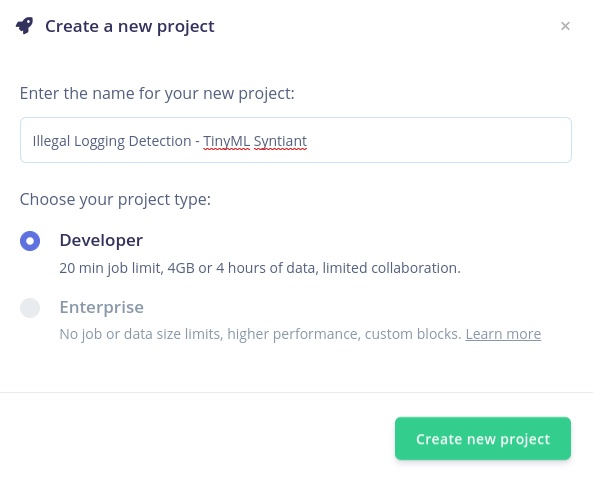 Create a new project
Enter the name for your new project:
Illegal Logging Detection - TinyML Syntiant
Choose your project type:
Developer
20 min job limit, 4GB or 4 hours of data, limited collaboration.
Enterprise
No job or data size limits, higher performance, custom blocks. Learn more
Create new project